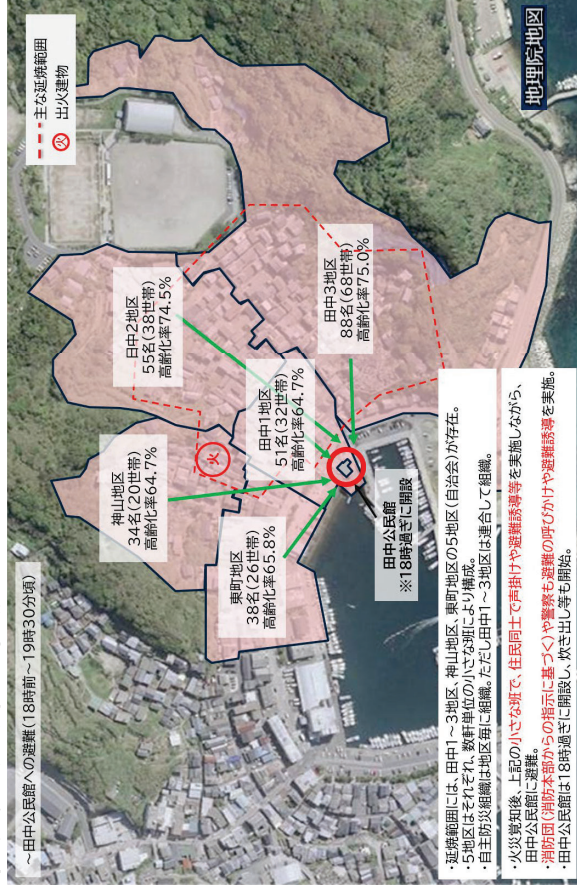 ~田中公民館への避難(18時前~19時30分頃)
主な延焼範囲
火 出火建物
神山地区
34名(20世帯)
高齢化率64.7%
田中2地区
55名(38世帯)
高齢化率74.5%
火
東町地区
38名(26世帯)
高齢化率65.8%
田中1地区
51名(32世帯)
高齢化率64.7%
田中3地区
88名(68世帯)
高齢化率75.0%
田中公民館
※18時過ぎに開設
・延焼範囲には、田中1~3地区、神山地区、東町地区の5地区(自治会)が存在。
・5地区はそれぞれ、数軒単位の小さな班により構成。
・自主防災組織は地区毎に組織。ただし田中1~3地区は連合して組織。
・火災覚知後、上記の小さな班で、住民同士で声掛けや避難誘導等を実施しながら、
田中公民館に避難。
・消防団(消防本部からの指示に基づく)や警察も避難の呼びかけや避難誘導を実施。
・田中公民館は18時過ぎに開設し、炊き出し等も開始。
地理院地図